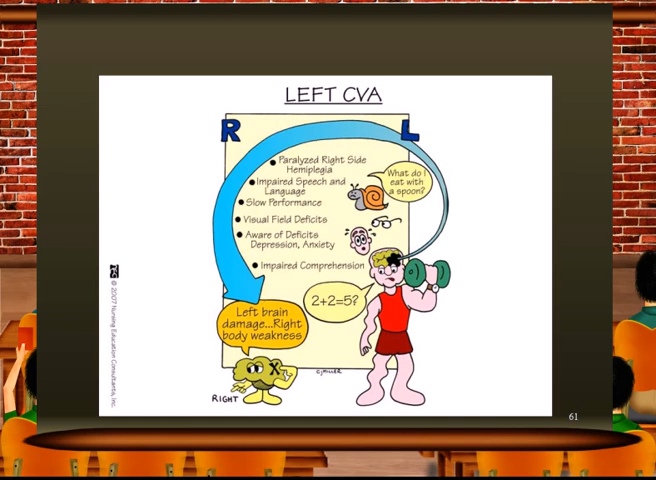 LEFT CVA
R
L
Paralyzed Right Side
Hemiplegia
Impaired Speech and
Language
Slow Performance
Visual Field Deficits
Aware of Deficits
Depression, Anxiety
Impaired Comprehension
What do I
eat with
a spoon?
2+2=5?
Left brain
damage...Right
body weakness
X
RIGHT
CJMILLER
© 2007 Nursing Education Consultants, Inc.
61